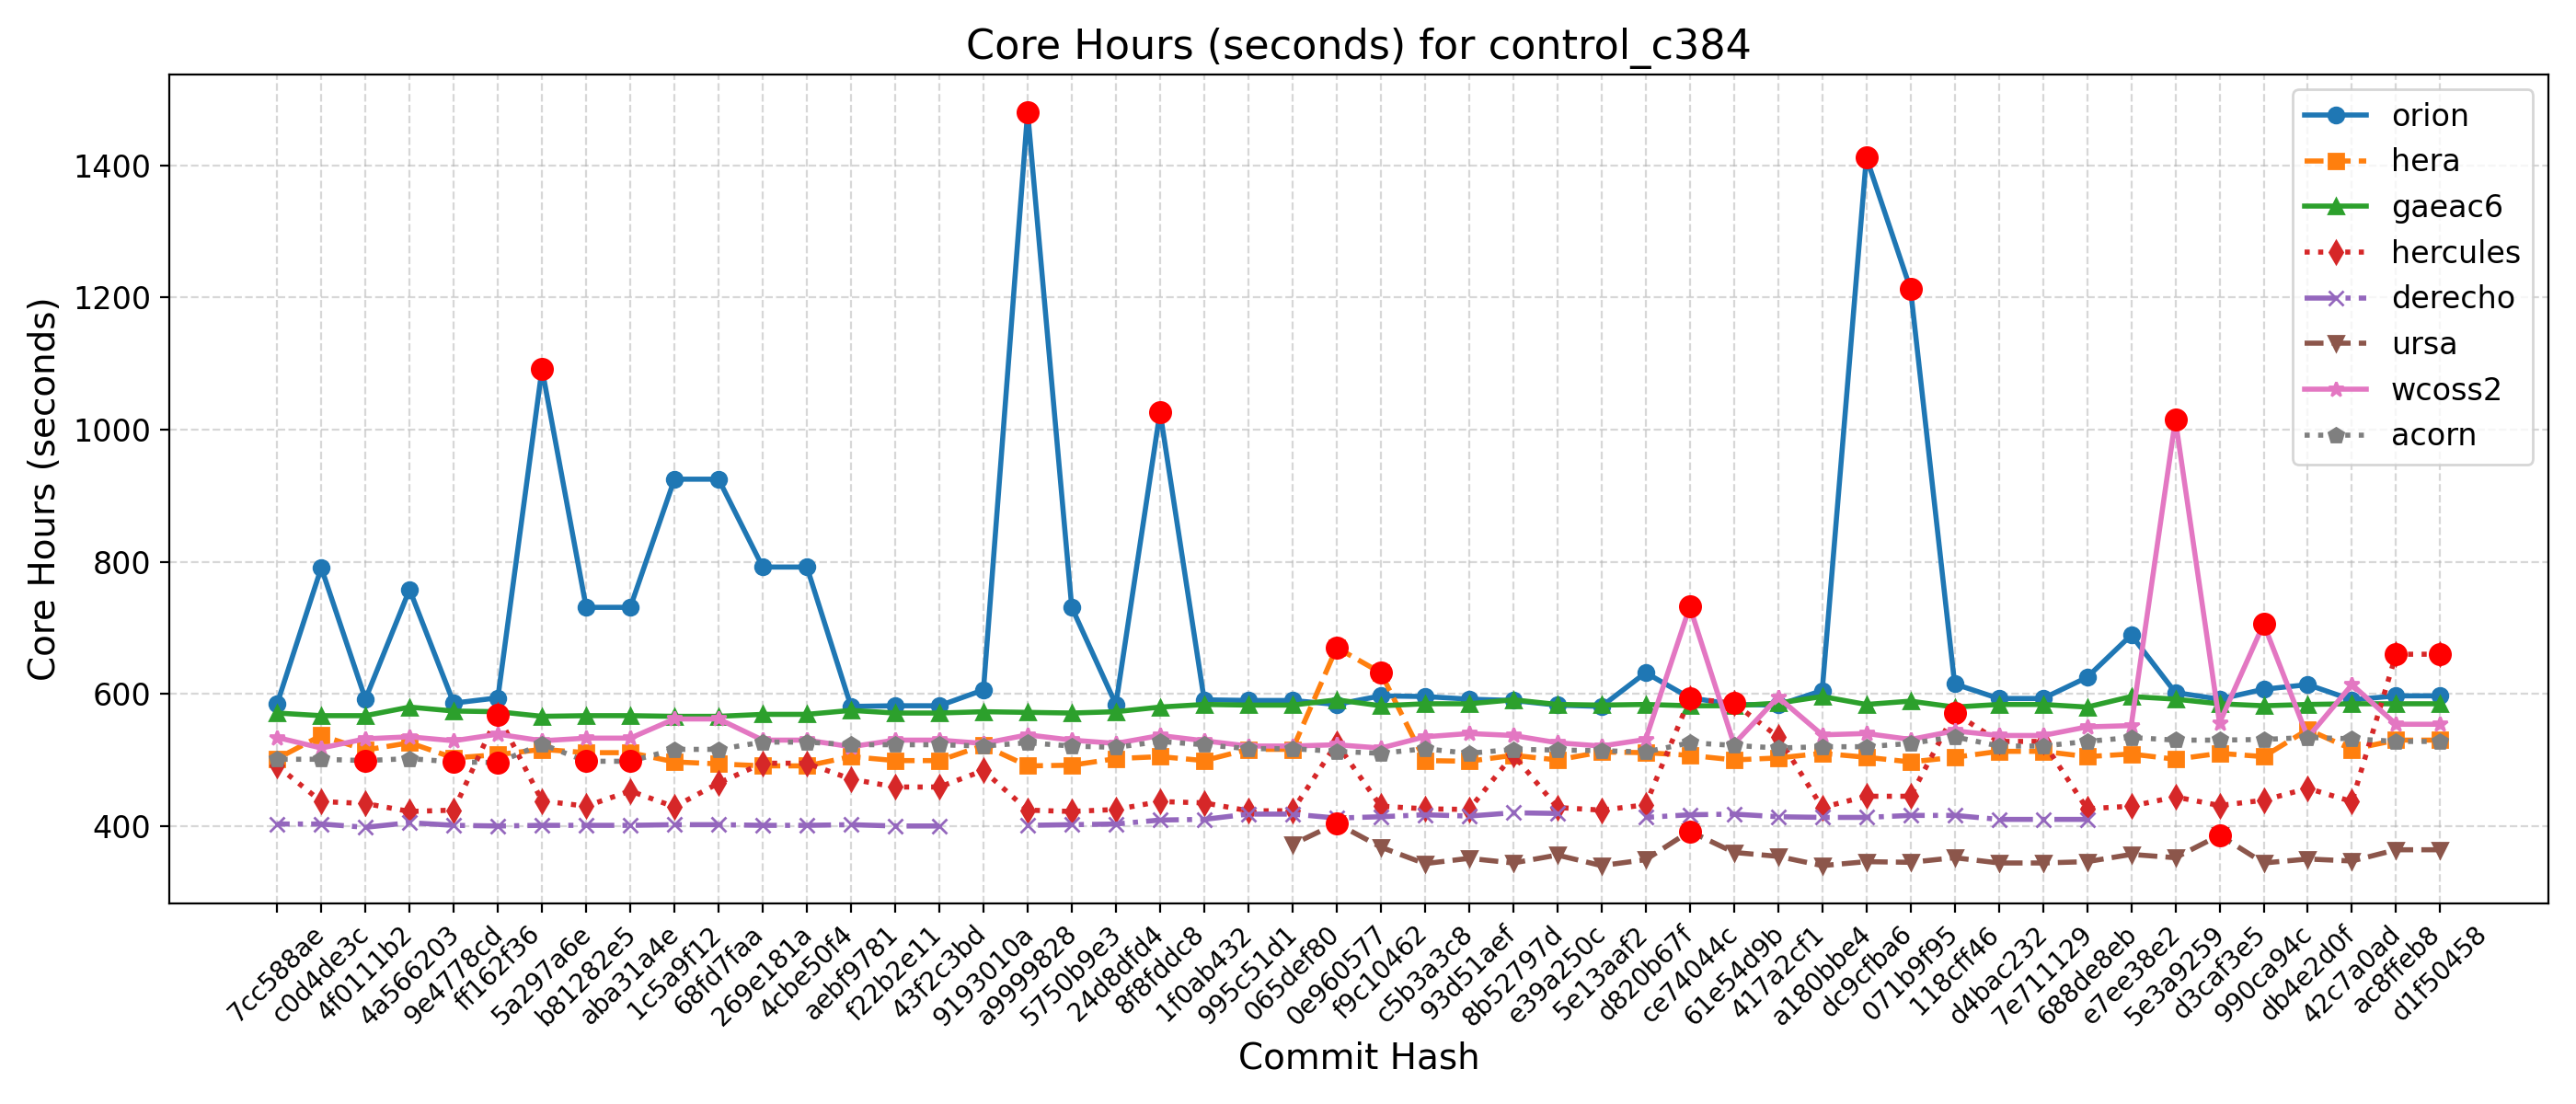 Core Hours (seconds) for control_c384
Core Hours (seconds)
1400
1200
1000
800
600
400
orion
hera
gaeac6
hercules
derecho
ursa
wcoss2
acorn
7cc588ae
c0d4de3c
4f0111b2
4a566203
9e4778cd
ff162f36
5a297a6e
b81282e5
aba31a4e
1c5a9f12
68fd7faa
269e181a
4cbe50f4
aebf9781
f22b2e11
43f2c3bd
9193010a
a9999828
5750b9e3
24d8dfd4
8f8fddc8
1f0ab432
995c51d1
065def80
0e960577
f9c10462
c5b3a3c8
93d51aef
8b52797d
e39a250c
5e13aaf2
d820b67f
ce74044c
61e54d9b
417a2cf1
a180bbe4
dc9cfba6
071b9f95
118cff46
d4bac232
7e711129
688de8eb
e7ee38e2
5e3a9259
d3caf3e5
990ca94c
db4e2d0f
42c7a0ad
ac8ffeb8
d1f50458
Commit Hash